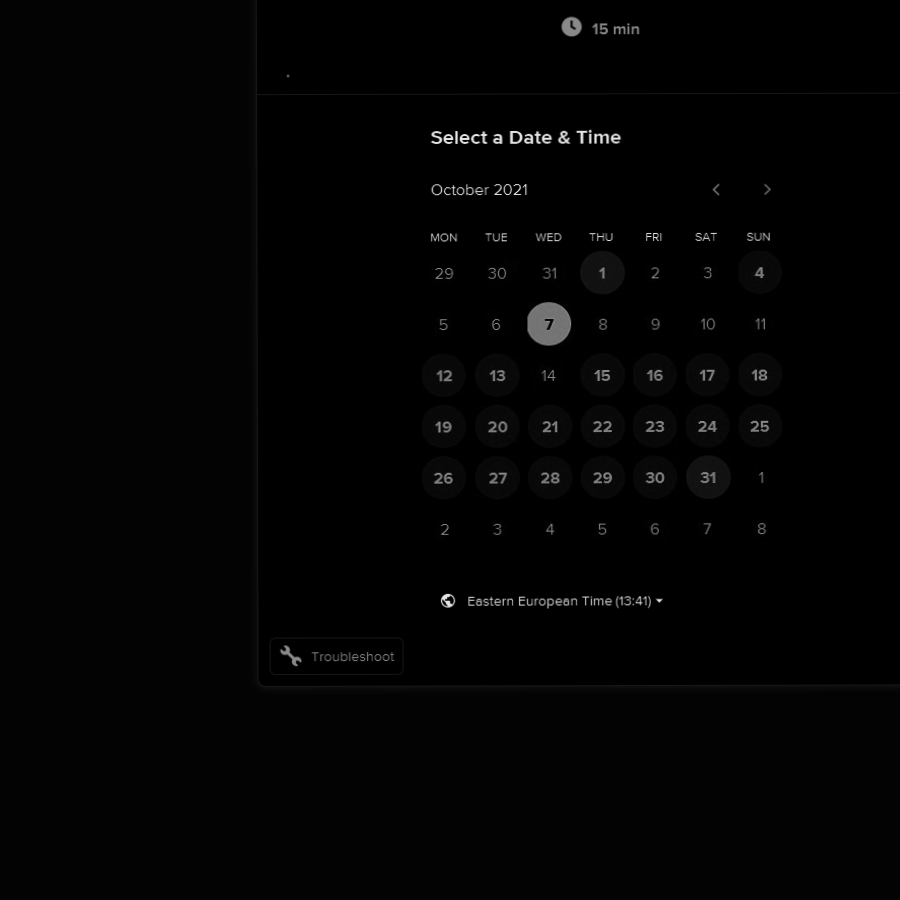 15 min
Select a Date & Time
October 2021
MON TUE WED THU FRI SAT SUN
29 30 31 1 2 3 4
5 6 7 8 9 10 11
12 13 14 15 16 17 18
19 20 21 22 23 24 25
26 27 28 29 30 31 1
2 3 4 5 6 7 8
Eastern European Time (13:41)
Troubleshoot